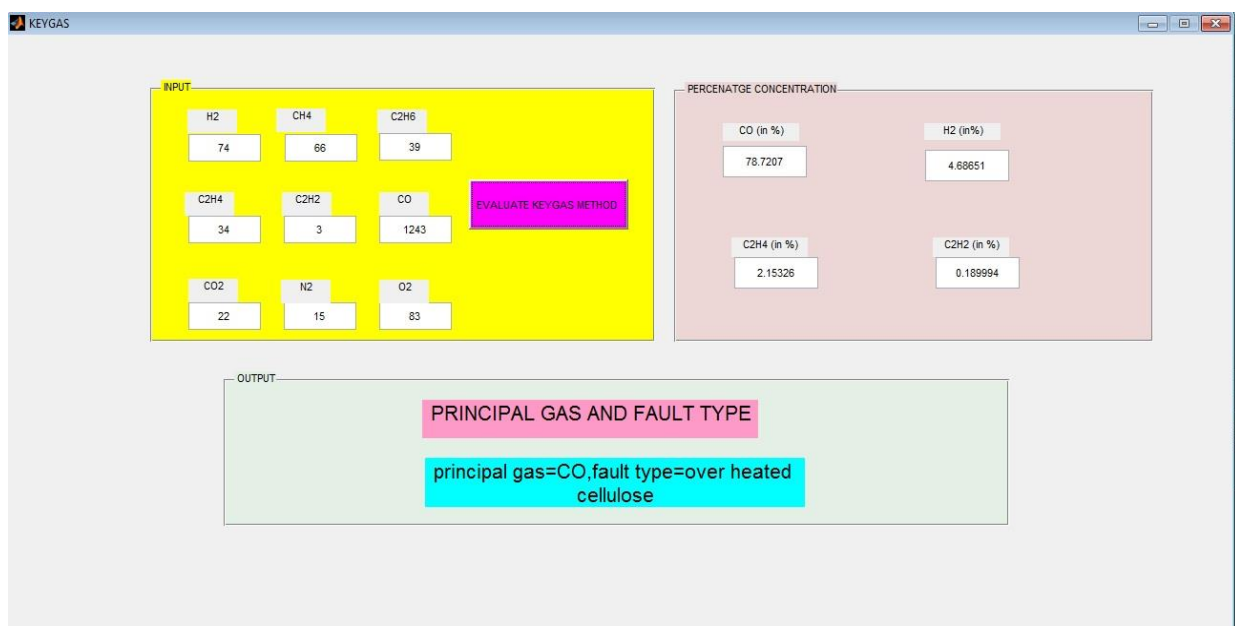 KEYGAS
INPUT
H2 CH4 C2H6
74 66 39
C2H4 C2H2 CO
34 3 1243
EVALUATE KEYGAS METHOD
CO2 N2 O2
22 15 83
PERCENATGE CONCENTRATION
CO (in %) H2 (in%)
78.7207 4.68651
C2H4 (in %) C2H2 (in %)
2.15326 0.189994
OUTPUT
PRINCIPAL GAS AND FAULT TYPE
principal gas=CO,fault type=over heated
cellulose